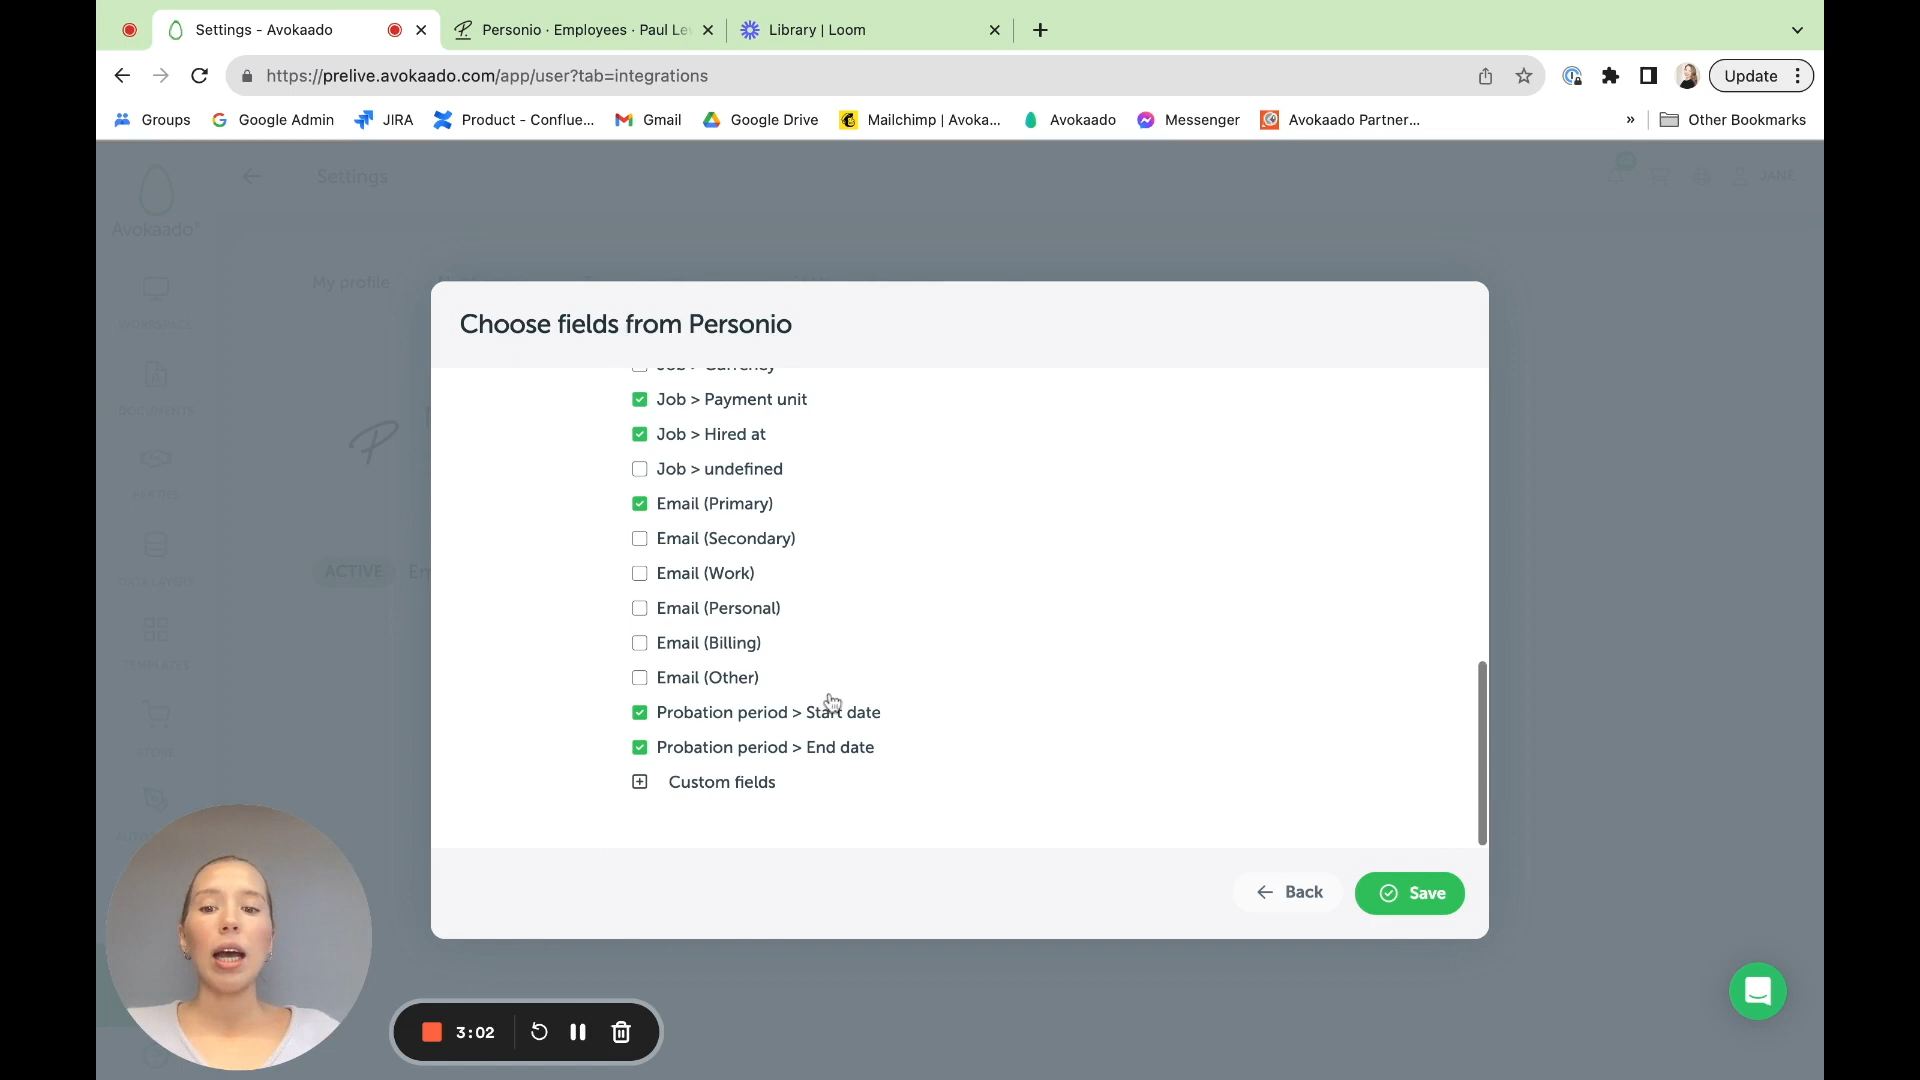 Settings - Avokaado
Personio · Employees · Paul Le
Library | Loom
https://prelive.avokaado.com/app/user?tab=integrations
Update
Groups
Google Admin
JIRA
Product - Conflue...
Gmail
Google Drive
Mailchimp | Avoka...
Avokaado
Messenger
Avokaado Partner...
»
Other Bookmarks
Avokaado
Settings
JANE
WORKSPACE
DOCUMENTS
PARTIES
DATA LAYERS
TEMPLATES
STORE
My profile
ACTIVE
Em
Choose fields from Personio
Job > Currency
Job > Payment unit
Job > Hired at
Job > undefined
Email (Primary)
Email (Secondary)
Email (Work)
Email (Personal)
Email (Billing)
Email (Other)
Probation period > Start date
Probation period > End date
Custom fields
Back
Save
3:02